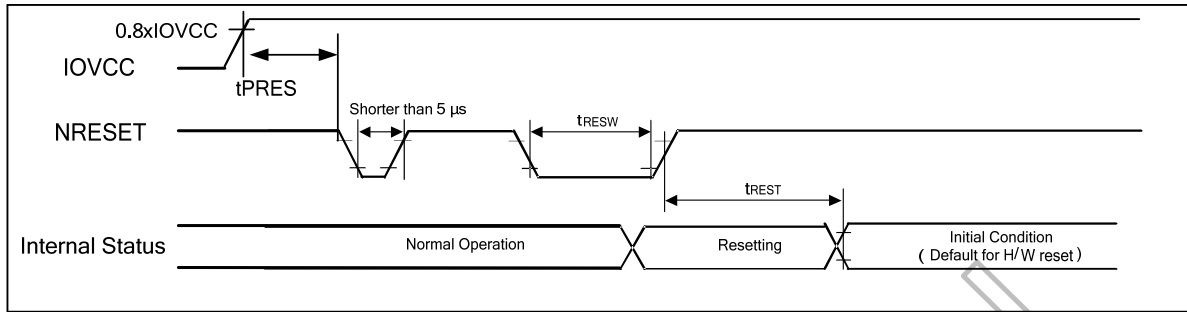 0.8xIOVCC
IOVCC
tPRES
Shorter than 5 µs
NRESET
tRESW
tREST
Internal Status
Normal Operation
Resetting
Initial Condition
( Default for H/W reset )